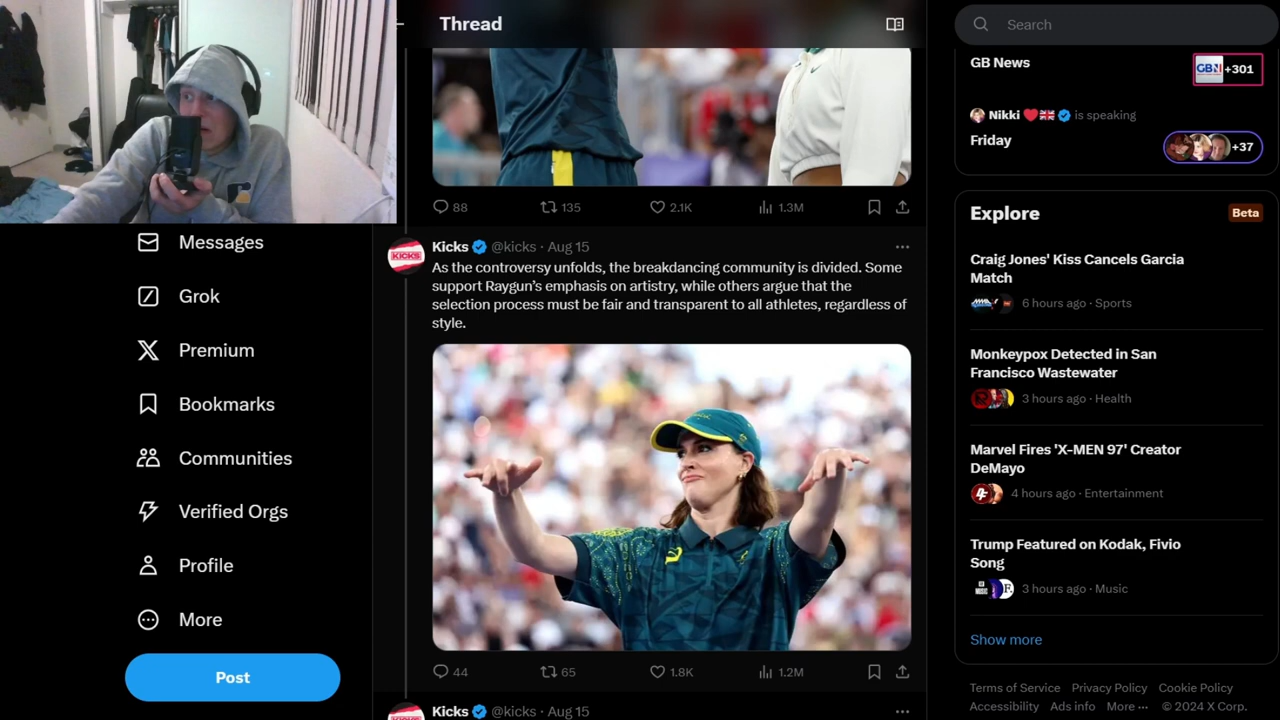 Thread
Search
88
135
2.1K
1.3M
Messages
Grok
Premium
Bookmarks
Communities
Verified Orgs
Profile
More
Post
KICKS
Kicks @kicks · Aug 15
As the controversy unfolds, the breakdancing community is divided. Some
support Raygun’s emphasis on artistry, while others argue that the
selection process must be fair and transparent to all athletes, regardless of
style.
44
65
1.8K
1.2M
Kicks @kicks · Aug 15
GB News
GBN
+301
Nikki is speaking
Friday
+37
Explore
Beta
Craig Jones' Kiss Cancels Garcia
Match
6 hours ago · Sports
Monkeypox Detected in San
Francisco Wastewater
3 hours ago · Health
Marvel Fires 'X-MEN 97' Creator
DeMayo
4 hours ago · Entertainment
Trump Featured on Kodak, Fivio
Song
3 hours ago · Music
Show more
Terms of Service Privacy Policy Cookie Policy
Accessibility Ads info More ··· © 2024 X Corp.